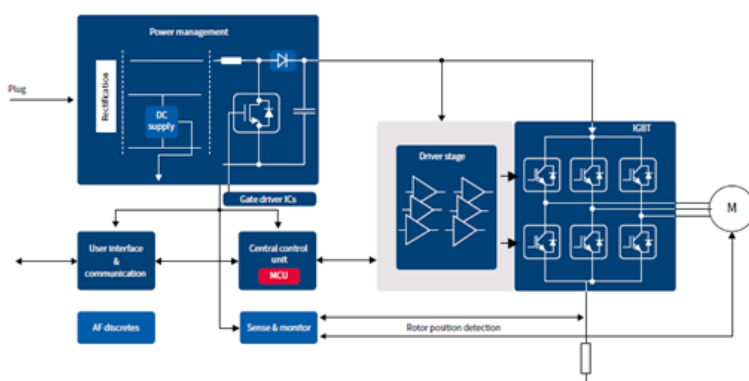 Power management
Plug
Rectification
DC
supply
Gate driver ICs
IGBT
Driver stage
M
User interface
&
communication
Central control
unit
MCU
AF discretes
Sense & monitor
Rotor position detection